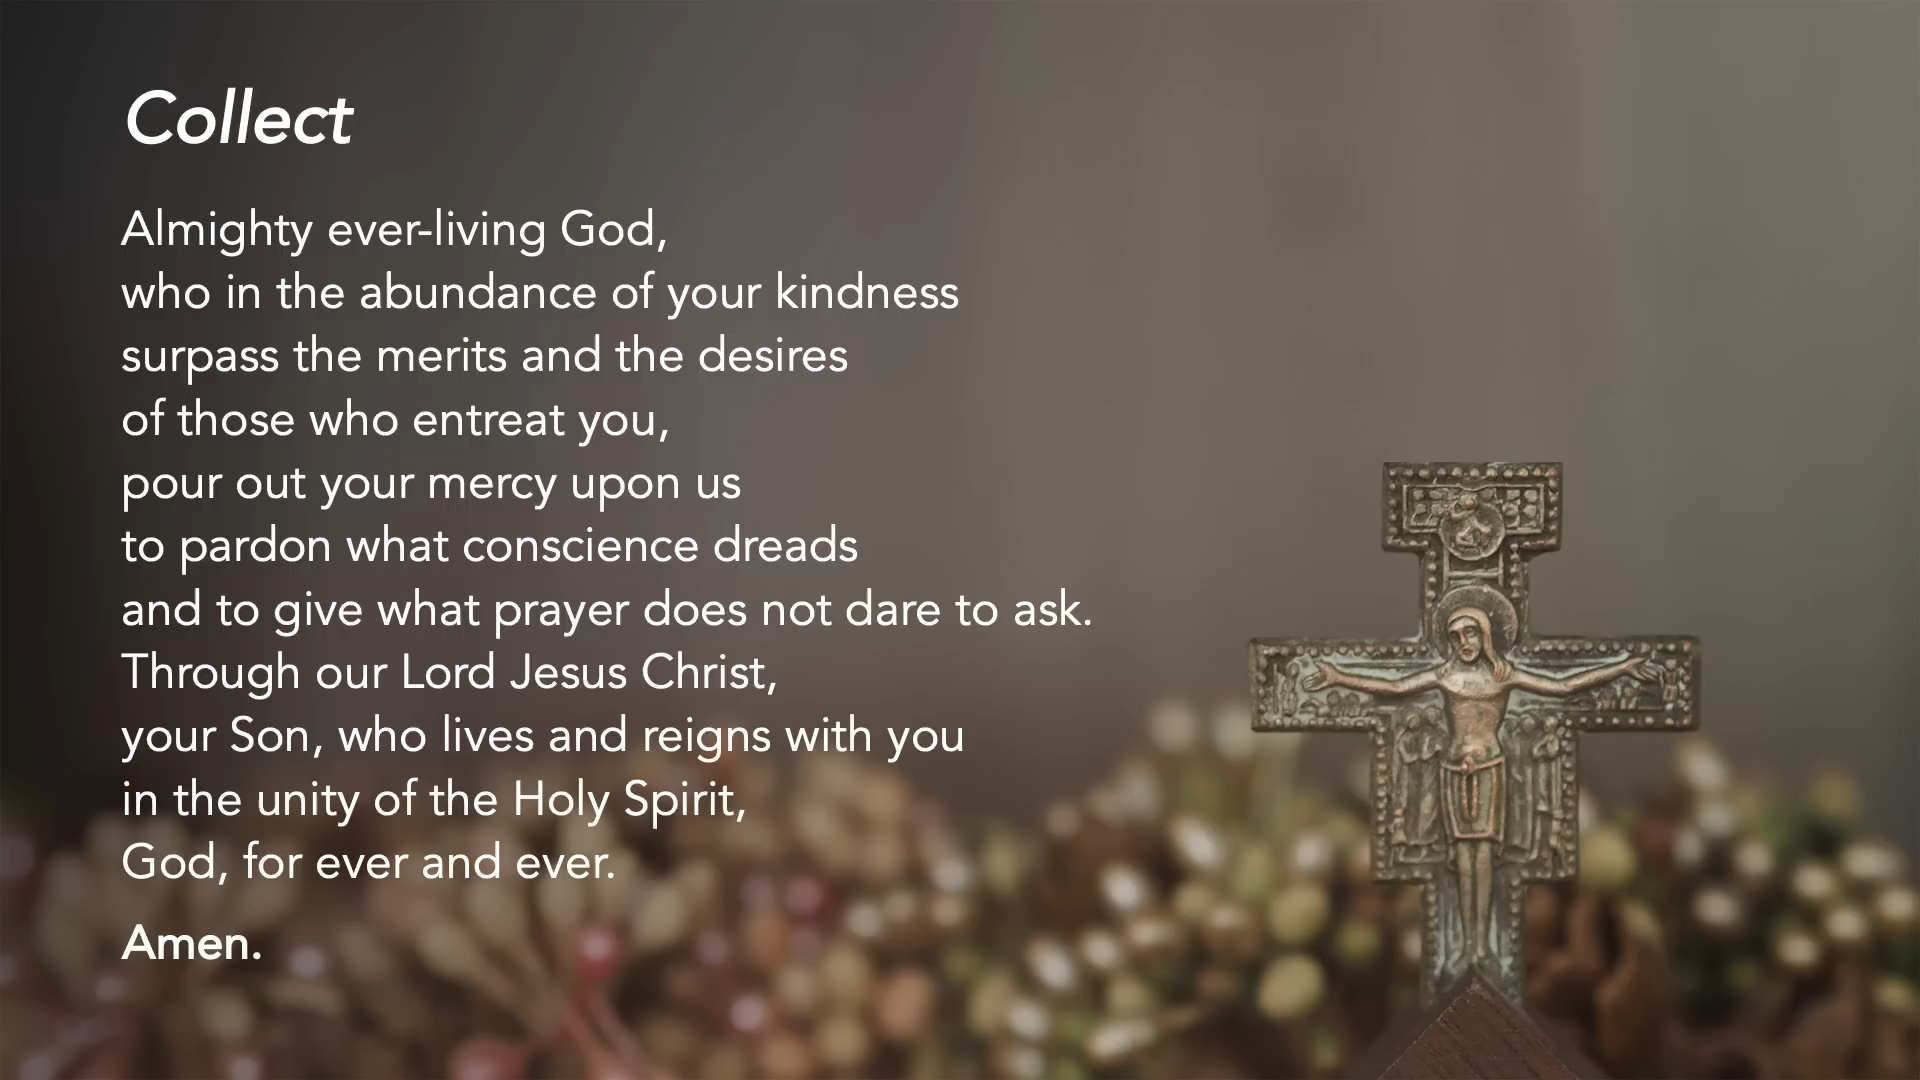 Collect
Almighty ever-living God,
who in the abundance of your kindness
surpass the merits and the desires
of those who entreat you,
pour out your mercy upon us
to pardon what conscience dreads
and to give what prayer does not dare to ask.
Through our Lord Jesus Christ,
your Son, who lives and reigns with you
in the unity of the Holy Spirit,
God, for ever and ever.
Amen.